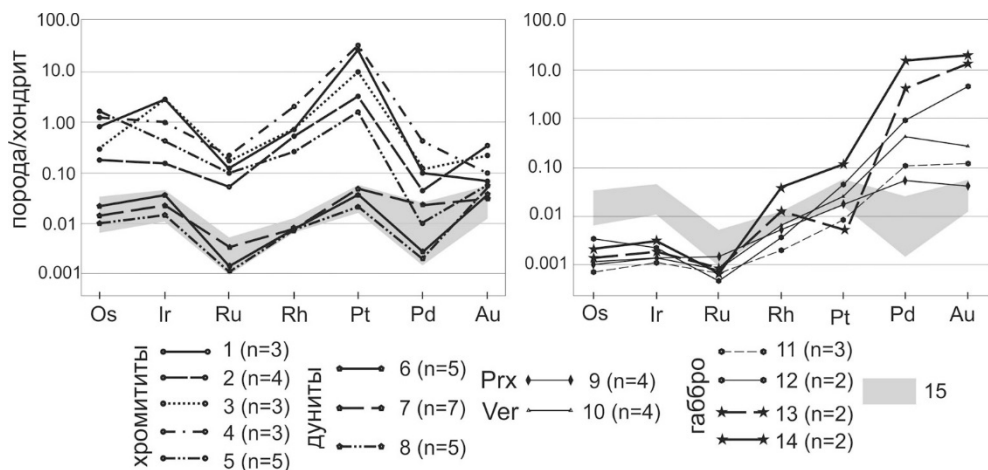 порода/хондрит
100.0
10.0
1.00
0.10
0.01
0.001
Os Ir Ru Rh Pt Pd Au
100.0
10.0
1.00
0.10
0.01
0.001
Os Ir Ru Rh Pt Pd Au
хромититы
1 (n=3)
2 (n=4)
3 (n=3)
4 (n=3)
5 (n=5)
дуниты
6 (n=5)
7 (n=7)
8 (n=5)
Prx 9 (n=4)
Ver 10 (n=4)
габбро
11 (n=3)
12 (n=2)
13 (n=2)
14 (n=2)
15